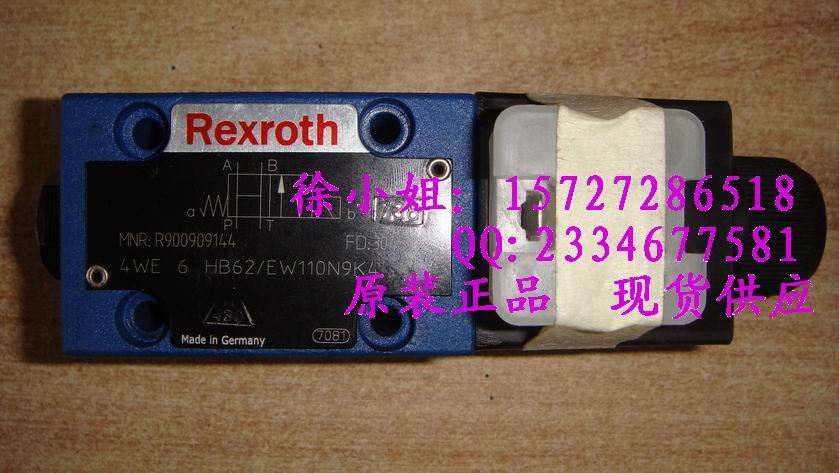 Rexroth
A B
a b
P T
徐小姐: 15727286518
MNR: R900909144 FD:
QQ: 2334677581
4WE 6 HB62/EW110N9K4
原装正品 现货供应
Made in Germany 7081